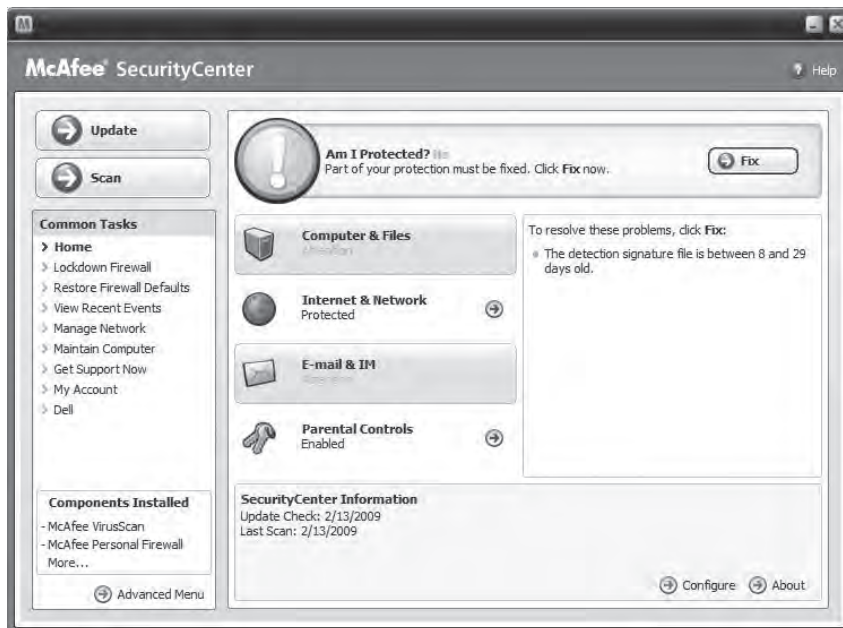 McAfee® SecurityCenter
Help
Update
Scan
Common Tasks
Home
Lockdown Firewall
Restore Firewall Defaults
View Recent Events
Manage Network
Maintain Computer
Get Support Now
My Account
Dell
Components Installed
- McAfee VirusScan
- McAfee Personal Firewall
More...
Advanced Menu
Am I Protected? No
Part of your protection must be fixed. Click Fix now.
Fix
Computer & Files
Attention
Internet & Network
Protected
E-mail & IM
Attention
Parental Controls
Enabled
To resolve these problems, click Fix:
The detection signature file is between 8 and 29
days old.
SecurityCenter Information
Update Check: 2/13/2009
Last Scan: 2/13/2009
Configure
About